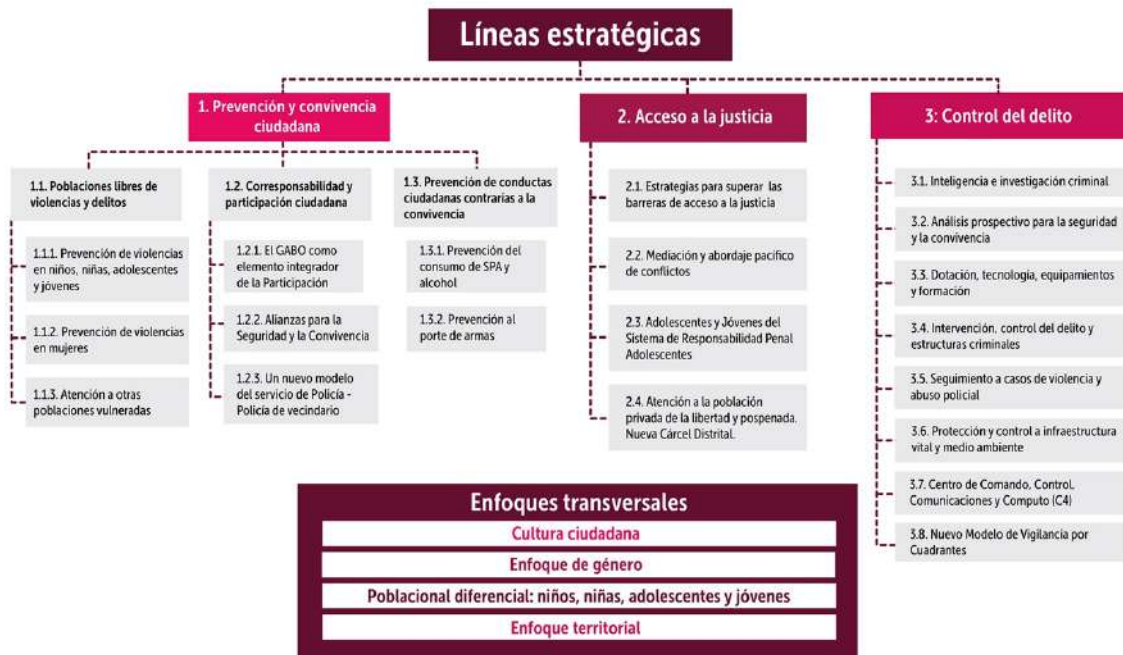 Líneas estratégicas
1. Prevención y convivencia
ciudadana
1.1. Poblaciones libres de
violencias y delitos
1.1.1. Prevención de violencias
en niños, niñas, adolescentes
y jóvenes
1.1.2. Prevención de violencias
en mujeres
1.1.3. Atención a otras
poblaciones vulneradas
1.2. Corresponsabilidad y
participación ciudadana
1.2.1. El GABO como
elemento integrador
de la Participación
1.2.2. Alianzas para la
Seguridad y la Convivencia
1.2.3. Un nuevo modelo
del servicio de Policía -
Policía de vecindario
1.3. Prevención de conductas
ciudadanas contrarias a la
convivencia
1.3.1. Prevención del
consumo de SPA y
alcohol
1.3.2. Prevención al
porte de armas
2. Acceso a la justicia
2.1. Estrategias para superar las
barreras de acceso a la justicia
2.2. Mediación y abordaje pacífico
de conflictos
2.3. Adolescentes y Jóvenes del
Sistema de Responsabilidad Penal
Adolescentes
2.4. Atención a la población
privada de la libertad y pospenada.
Nueva Cárcel Distrital.
3: Control del delito
3.1. Inteligencia e investigación criminal
3.2. Análisis prospectivo para la seguridad
y la convivencia
3.3. Dotación, tecnología, equipamientos
y formación
3.4. Intervención, control del delito y
estructuras criminales
3.5. Seguimiento a casos de violencia y
abuso policial
3.6. Protección y control a infraestructura
vital y medio ambiente
3.7. Centro de Comando, Control,
Comunicaciones y Computo (C4)
3.8. Nuevo Modelo de Vigilancia por
Cuadrantes
Enfoques transversales
Cultura ciudadana
Enfoque de género
Poblacional diferencial: niños, niñas, adolescentes y jóvenes
Enfoque territorial